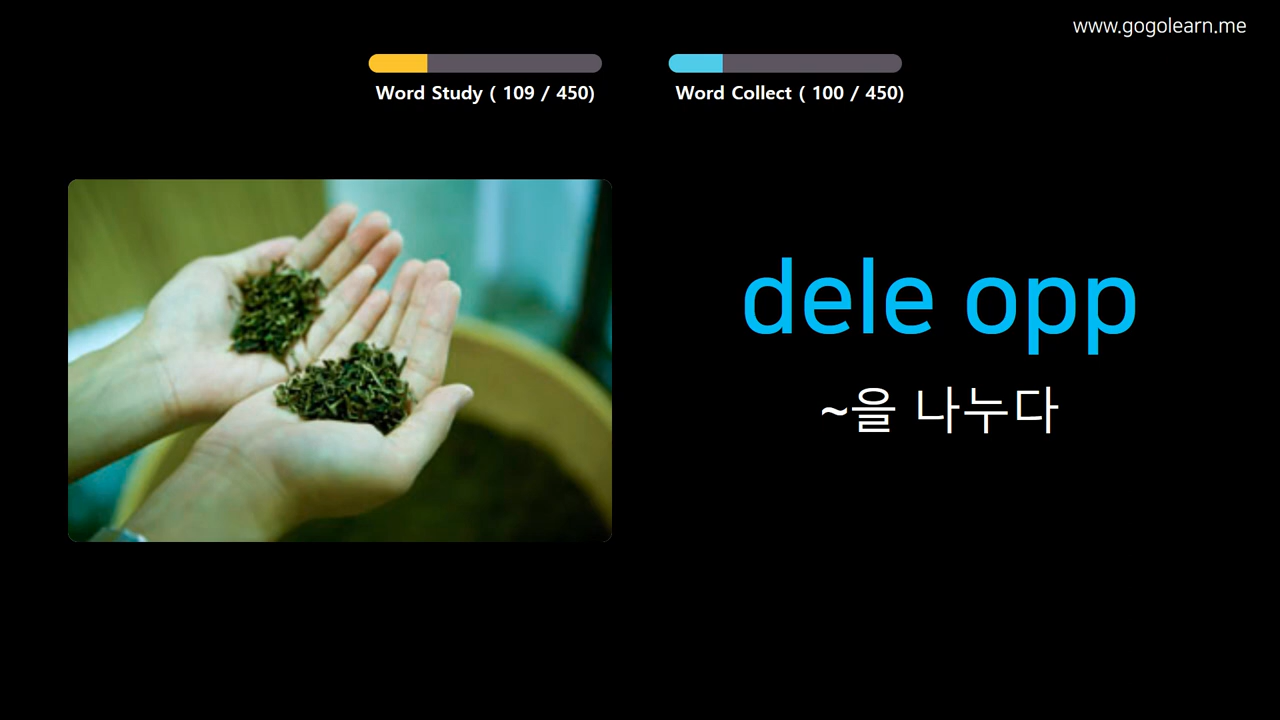 www.gogolearn.me
Word Study ( 109 / 450)
Word Collect ( 100 / 450)
dele opp
~을 나누다